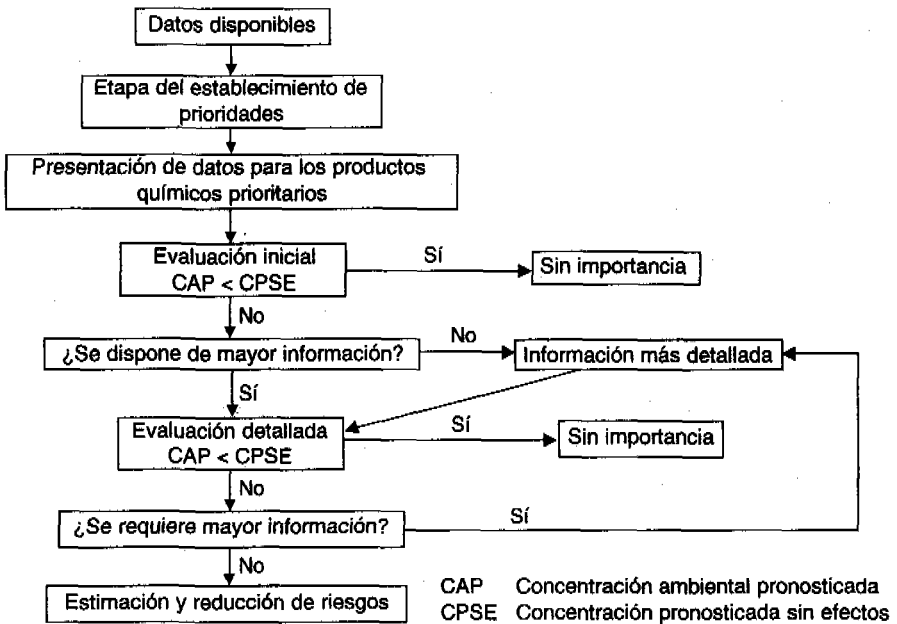 Datos disponibles
Etapa del establecimiento de
prioridades
Presentación de datos para los productos
químicos prioritarios
Evaluación inicial
CAP < CPSE
Sí
Sin importancia
No
¿Se dispone de mayor información?
No
Información más detallada
Sí
Evaluación detallada
CAP < CPSE
Sí
Sin importancia
No
¿Se requiere mayor información?
Sí
No
Estimación y reducción de riesgos
CAP Concentración ambiental pronosticada
CPSE Concentración pronosticada sin efectos